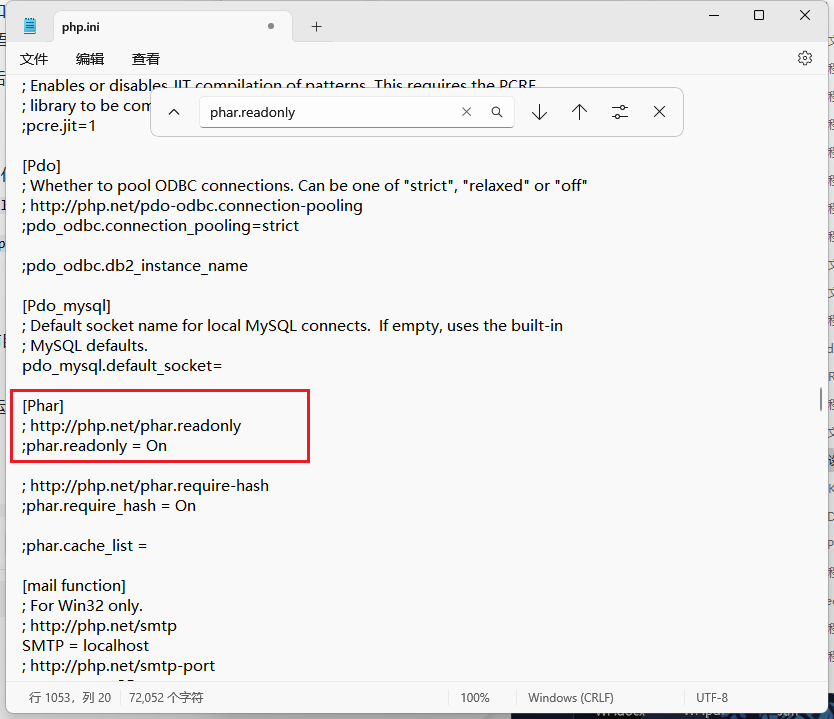 php.ini
文件 编辑 查看
; Enables or disables JIT compilation of patterns. This requires the PCRE
; library to be com
phar.readonly
;pcre.jit=1
[Pdo]
; Whether to pool ODBC connections. Can be one of "strict", "relaxed" or "off"
; http://php.net/pdo-odbc.connection-pooling
;pdo_odbc.connection_pooling=strict
;pdo_odbc.db2_instance_name
[Pdo_mysql]
; Default socket name for local MySQL connects.  If empty, uses the built-in
; MySQL defaults.
pdo_mysql.default_socket=
[Phar]
; http://php.net/phar.readonly
;phar.readonly = On
; http://php.net/phar.require-hash
;phar.require_hash = On
;phar.cache_list =
[mail function]
; For Win32 only.
; http://php.net/smtp
SMTP = localhost
; http://php.net/smtp-port
行 1053，列 20 72,052 个字符 100% Windows (CRLF) UTF-8